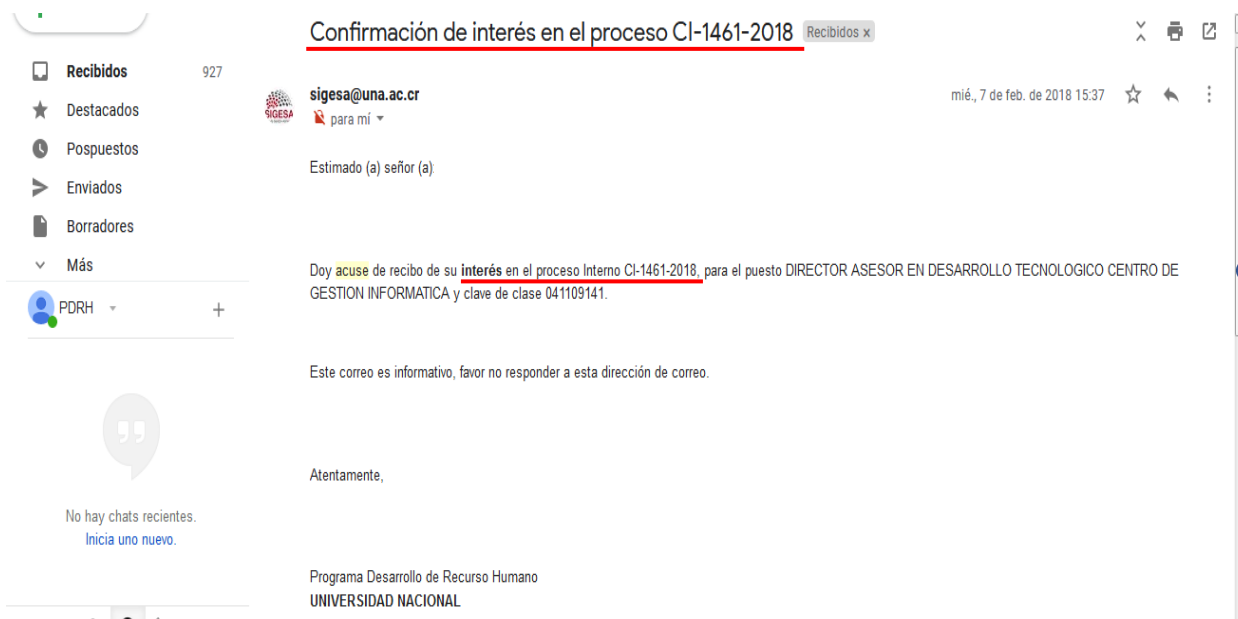 Confirmación de interés en el proceso CI-1461-2018 Recibidos x
Recibidos 927
Destacados
Pospuestos
Enviados
Borradores
Más
PDRH
No hay chats recientes.
Inicia uno nuevo.
SIGESA
sigesa@una.ac.cr mié., 7 de feb. de 2018 15:37
para mí
Estimado (a) señor (a):
Doy acuse de recibo de su interés en el proceso Interno CI-1461-2018, para el puesto DIRECTOR ASESOR EN DESARROLLO TECNOLOGICO CENTRO DE
GESTION INFORMATICA y clave de clase 041109141.
Este correo es informativo, favor no responder a esta dirección de correo.
Atentamente,
Programa Desarrollo de Recurso Humano
UNIVERSIDAD NACIONAL